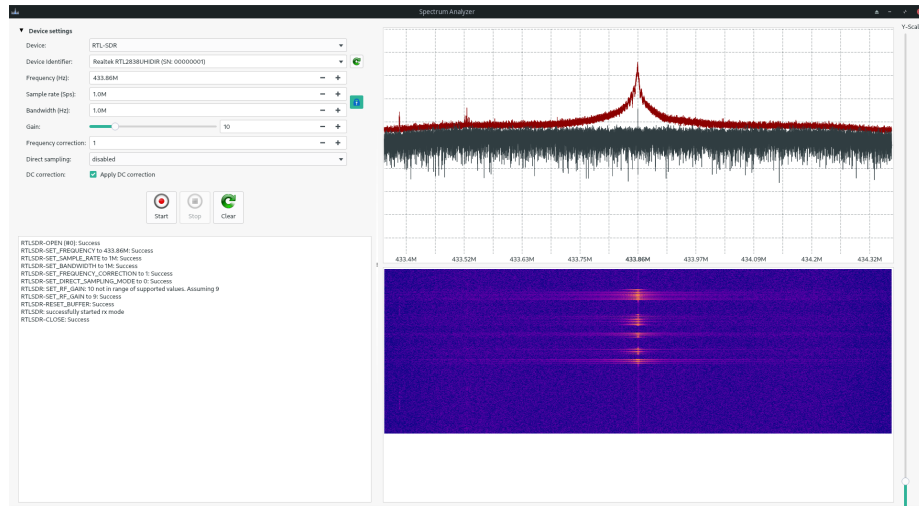 Spectrum Analyzer
Device settings
Device: RTL-SDR
Device Identifier: Realtek RTL2838UHIDIR (SN: 00000001)
Frequency (Hz): 433.86M
Sample rate (Sps): 1.0M
Bandwidth (Hz): 1.0M
Gain: 10
Frequency correction: 1
Direct sampling: disabled
DC correction: Apply DC correction
Start Stop Clear
RTLSDR-OPEN (#0): Success
RTLSDR-SET_FREQUENCY to 433.86M: Success
RTLSDR-SET_SAMPLE_RATE to 1M: Success
RTLSDR-SET_BANDWIDTH to 1M: Success
RTLSDR-SET_FREQUENCY_CORRECTION to 1: Success
RTLSDR-SET_DIRECT_SAMPLING_MODE to 0: Success
RTLSDR: SET_RF_GAIN: 10 not in range of supported values. Assuming 9
RTLSDR-SET_RF_GAIN to 9: Success
RTLSDR-RESET_BUFFER: Success
RTLSDR: successfully started rx mode
RTLSDR-CLOSE: Success
Y-Scal
433.4M 433.52M 433.63M 433.75M 433.86M 433.97M 434.09M 434.2M 434.32M